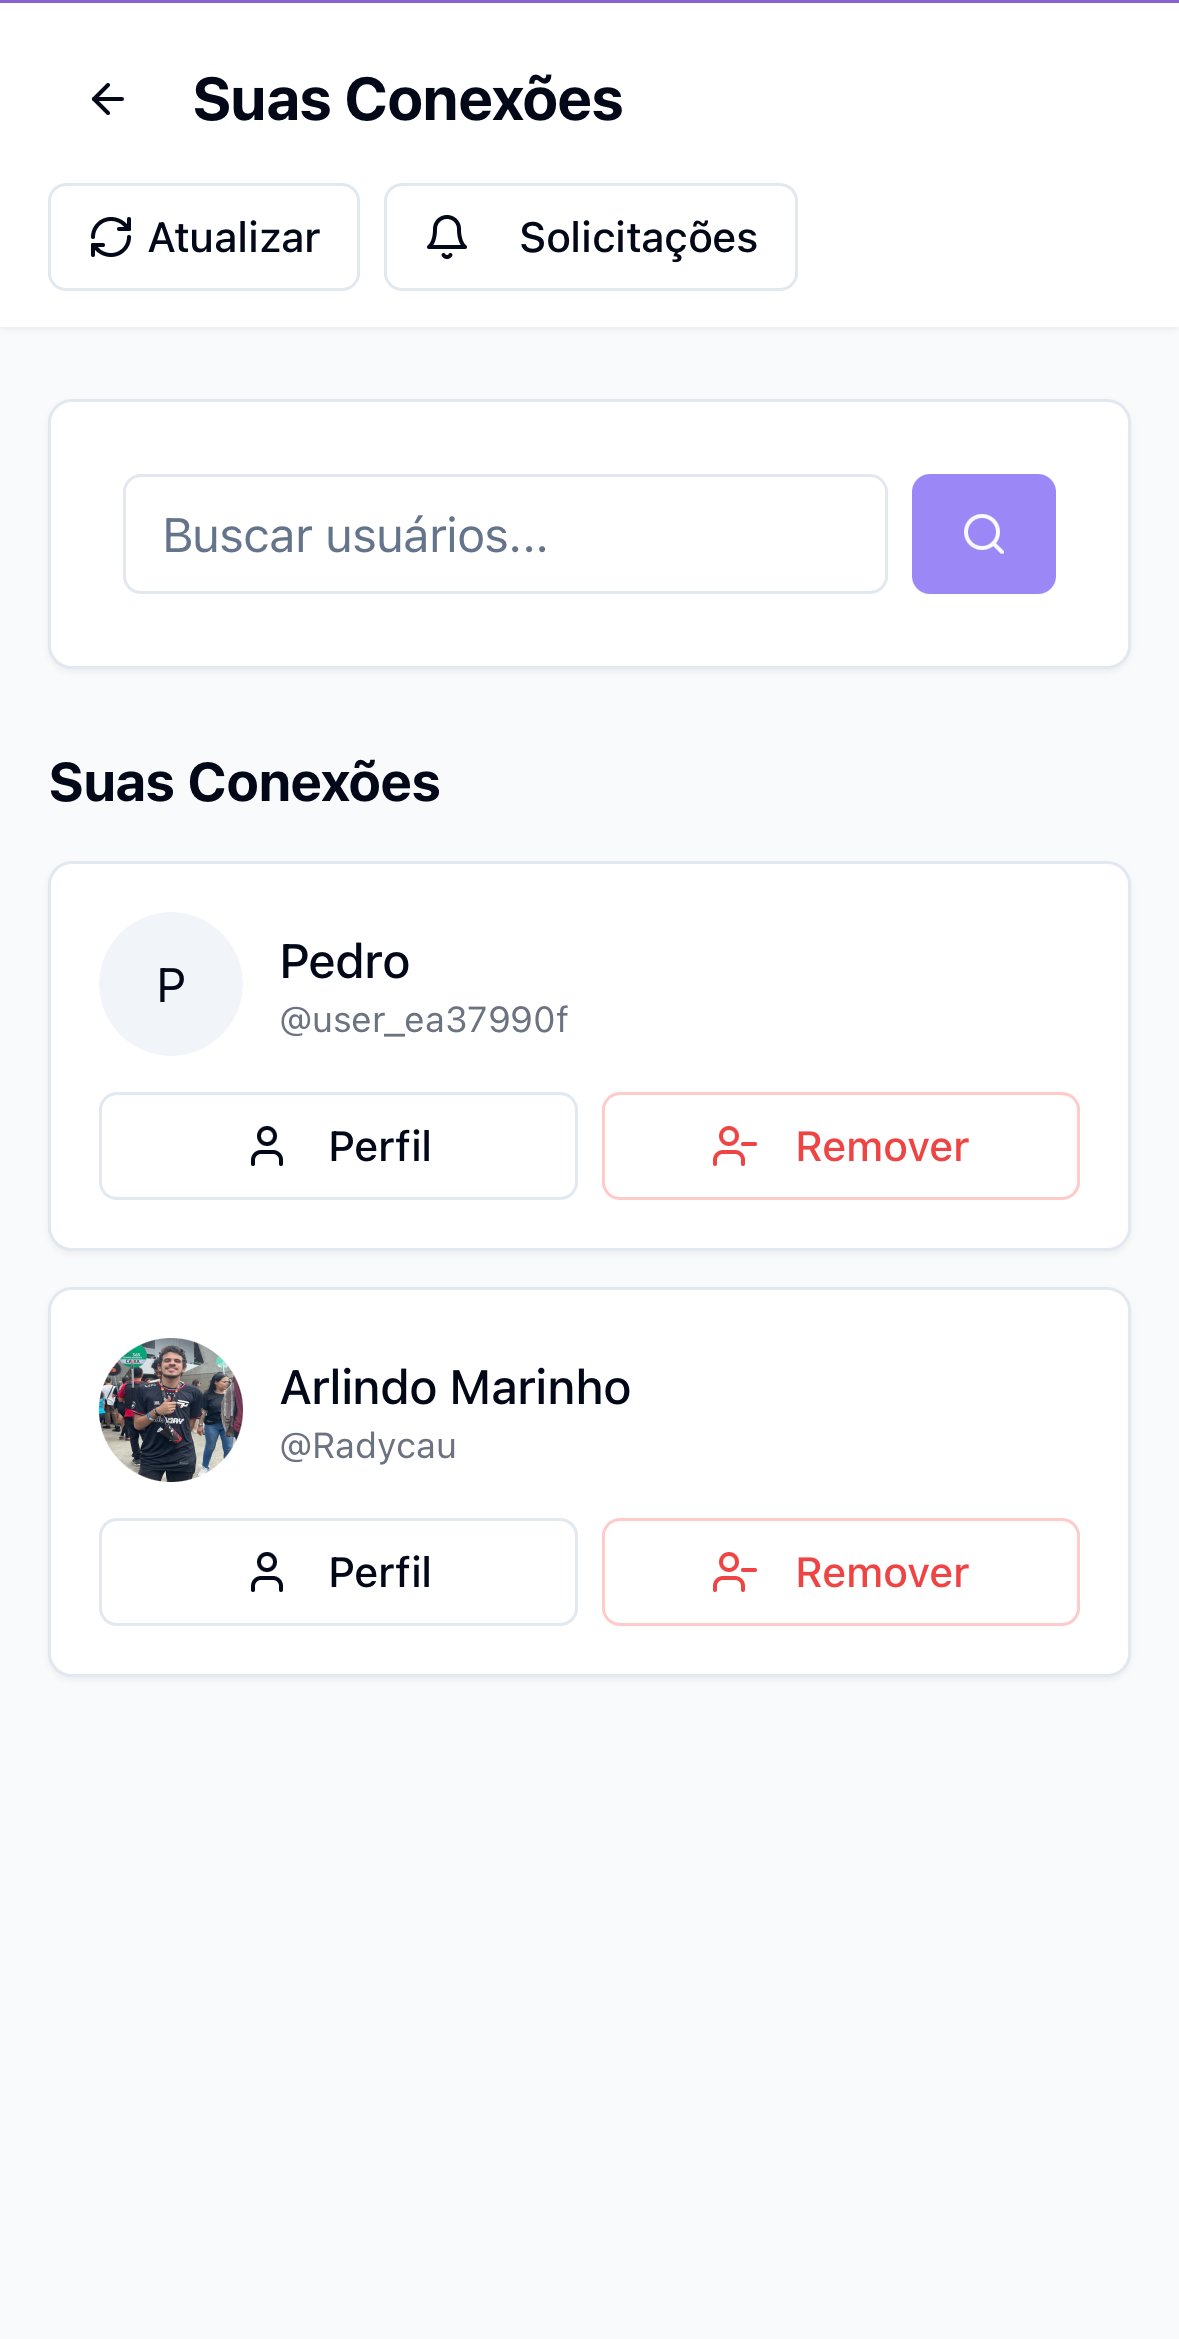 Suas Conexões
Atualizar
Solicitações
Buscar usuários...
Suas Conexões
P
Pedro
@user_ea37990f
Perfil
Remover
Arlindo Marinho
@Radycau
Perfil
Remover